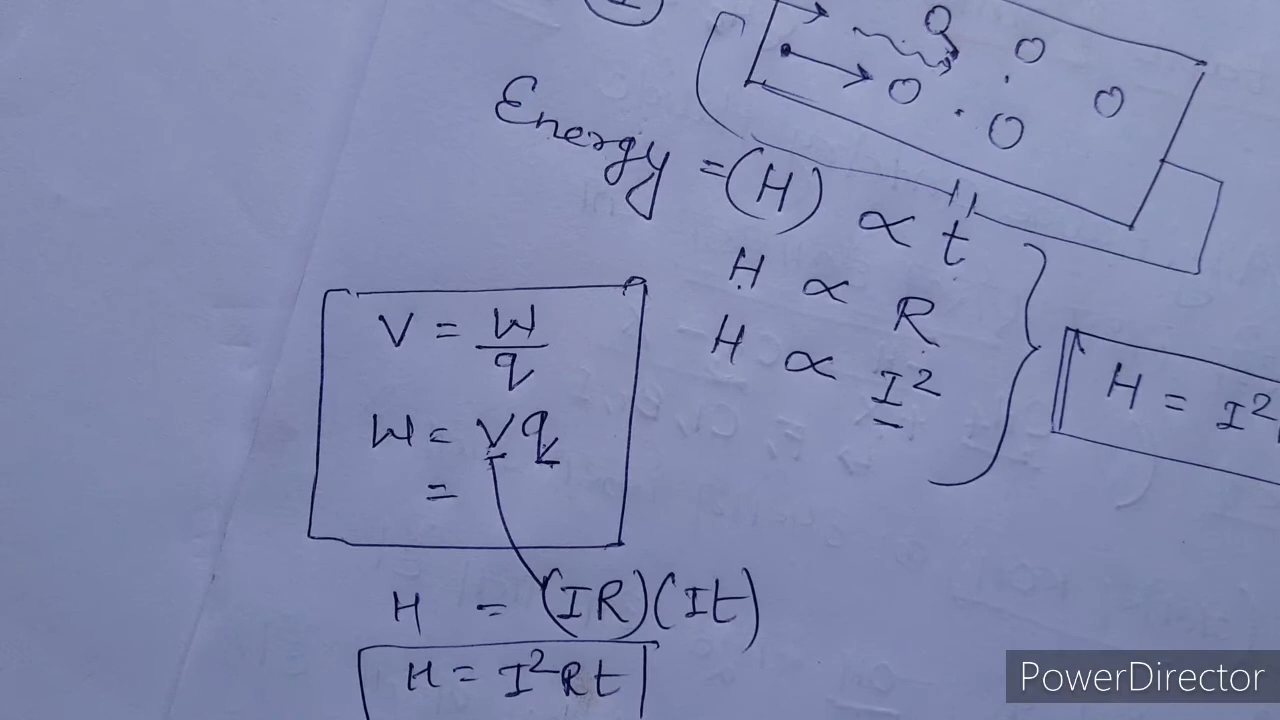 Energy = (H) ∝ t
H ∝ R
H ∝ I²
H = I²
V = W/q
W = Vq
=
H = (IR)(It)
H = I²Rt
PowerDirector